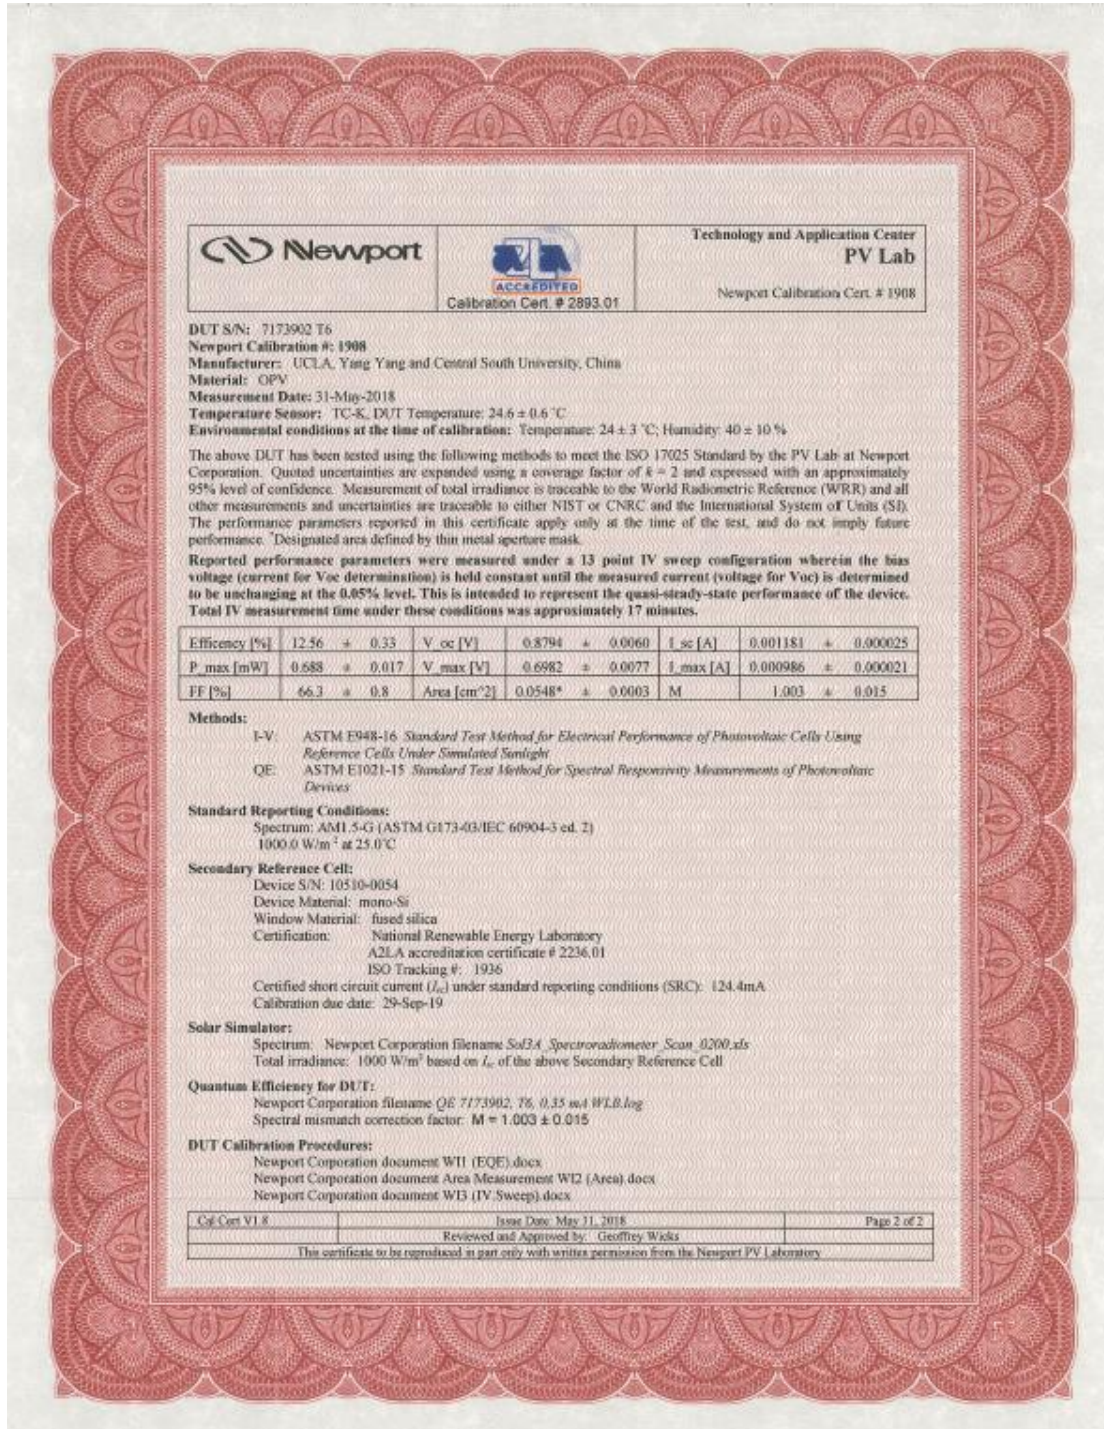 Newport
A2LA
ACCREDITED
Calibration Cert. # 2893.01
Technology and Application Center
PV Lab
Newport Calibration Cert. # 1908
DUT S/N: 7173902 T6
Newport Calibration #: 1908
Manufacturer: UCLA, Yang Yang and Central South University, China
Material: OPV
Measurement Date: 31-May-2018
Temperature Sensor: TC-K, DUT Temperature: 24.6 ± 0.6 °C
Environmental conditions at the time of calibration: Temperature: 24 ± 3 °C; Humidity: 40 ± 10 %
The above DUT has been tested using the following methods to meet the ISO 17025 Standard by the PV Lab at Newport
Corporation. Quoted uncertainties are expanded using a coverage factor of k = 2 and expressed with an approximately
95% level of confidence. Measurement of total irradiance is traceable to the World Radiometric Reference (WRR) and all
other measurements and uncertainties are traceable to either NIST or CNRC and the International System of Units (SI).
The performance parameters reported in this certificate apply only at the time of the test, and do not imply future
performance. *Designated area defined by thin metal aperture mask.
Reported performance parameters were measured under a 13 point IV sweep configuration wherein the bias
voltage (current for Voc determination) is held constant until the measured current (voltage for Voc) is determined
to be unchanging at the 0.05% level. This is intended to represent the quasi-steady-state performance of the device.
Total IV measurement time under these conditions was approximately 17 minutes.
Efficency [%] 12.56 ± 0.33 V_oc [V] 0.8794 ± 0.0060 I_sc [A] 0.001181 ± 0.000025
P_max [mW] 0.688 ± 0.017 V_max [V] 0.6982 ± 0.0077 I_max [A] 0.000986 ± 0.000021
FF [%] 66.3 ± 0.8 Area [cm^2] 0.0548* ± 0.0003 M 1.003 ± 0.015
Methods:
I-V: ASTM E948-16 Standard Test Method for Electrical Performance of Photovoltaic Cells Using
Reference Cells Under Simulated Sunlight
QE: ASTM E1021-15 Standard Test Method for Spectral Responsivity Measurements of Photovoltaic
Devices
Standard Reporting Conditions:
Spectrum: AM1.5-G (ASTM G173-03/IEC 60904-3 ed. 2)
1000.0 W/m² at 25.0°C
Secondary Reference Cell:
Device S/N: 10510-0054
Device Material: mono-Si
Window Material: fused silica
Certification: National Renewable Energy Laboratory
A2LA accreditation certificate # 2236.01
ISO Tracking #: 1936
Certified short circuit current (Isc) under standard reporting conditions (SRC): 124.4mA
Calibration due date: 29-Sep-19
Solar Simulator:
Spectrum: Newport Corporation filename Sol3A_Spectroradiometer_Scan_0200.xls
Total irradiance: 1000 W/m² based on Isc of the above Secondary Reference Cell
Quantum Efficiency for DUT:
Newport Corporation filename QE 7173902, T6, 0.35 mA WLB.log
Spectral mismatch correction factor: M = 1.003 ± 0.015
DUT Calibration Procedures:
Newport Corporation document WI1 (EQE).docx
Newport Corporation document Area Measurement WI2 (Area).docx
Newport Corporation document WI3 (IV.Sweep).docx
Cal Cert V1.8 Issue Date: May 31, 2018 Page 2 of 2
Reviewed and Approved by: Geoffrey Wicks
This certificate to be reproduced in part only with written permission from the Newport PV Laboratory